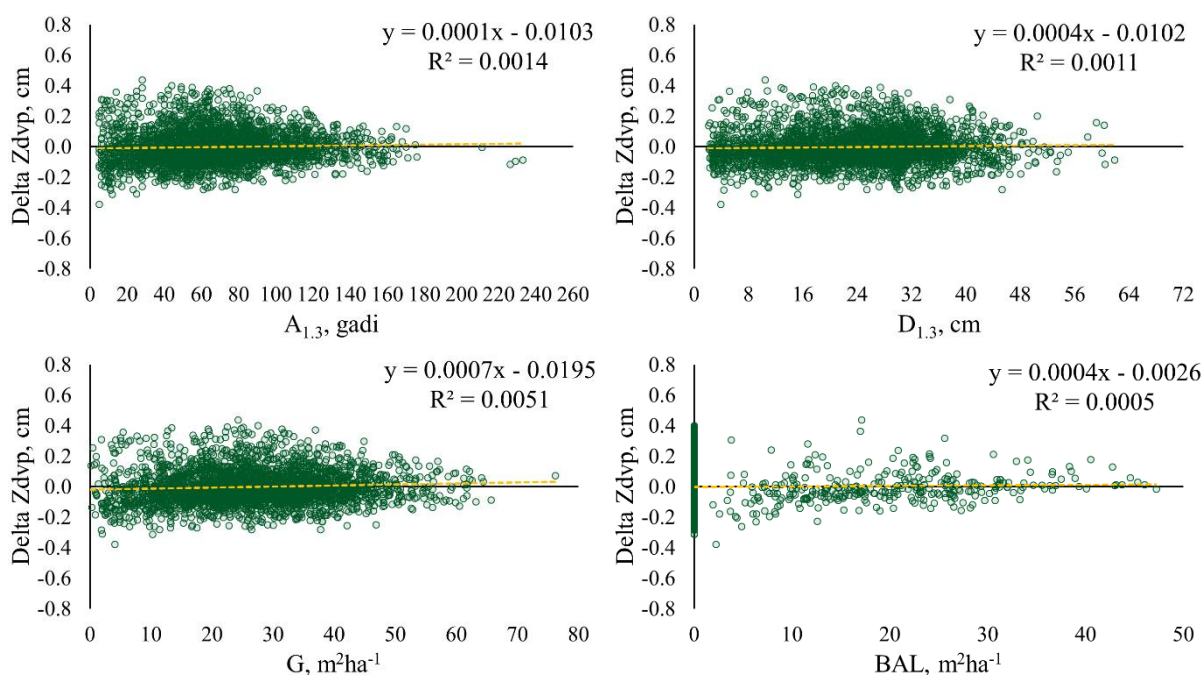 y = 0.0001x - 0.0103
R² = 0.0014
0.8
0.6
0.4
0.2
0.0
-0.2
-0.4
-0.6
-0.8
Delta Zdvp, cm
0 20 40 60 80 100 120 140 160 180 200 220 240 260
A1.3, gadi
y = 0.0004x - 0.0102
R² = 0.0011
0.8
0.6
0.4
0.2
0.0
-0.2
-0.4
-0.6
-0.8
Delta Zdvp, cm
0 8 16 24 32 40 48 56 64 72
D1.3, cm
y = 0.0007x - 0.0195
R² = 0.0051
0.8
0.6
0.4
0.2
0.0
-0.2
-0.4
-0.6
-0.8
Delta Zdvp, cm
0 10 20 30 40 50 60 70 80
G, m²ha⁻¹
y = 0.0004x - 0.0026
R² = 0.0005
0.8
0.6
0.4
0.2
0.0
-0.2
-0.4
-0.6
-0.8
Delta Zdvp, cm
0 10 20 30 40 50
BAL, m²ha⁻¹